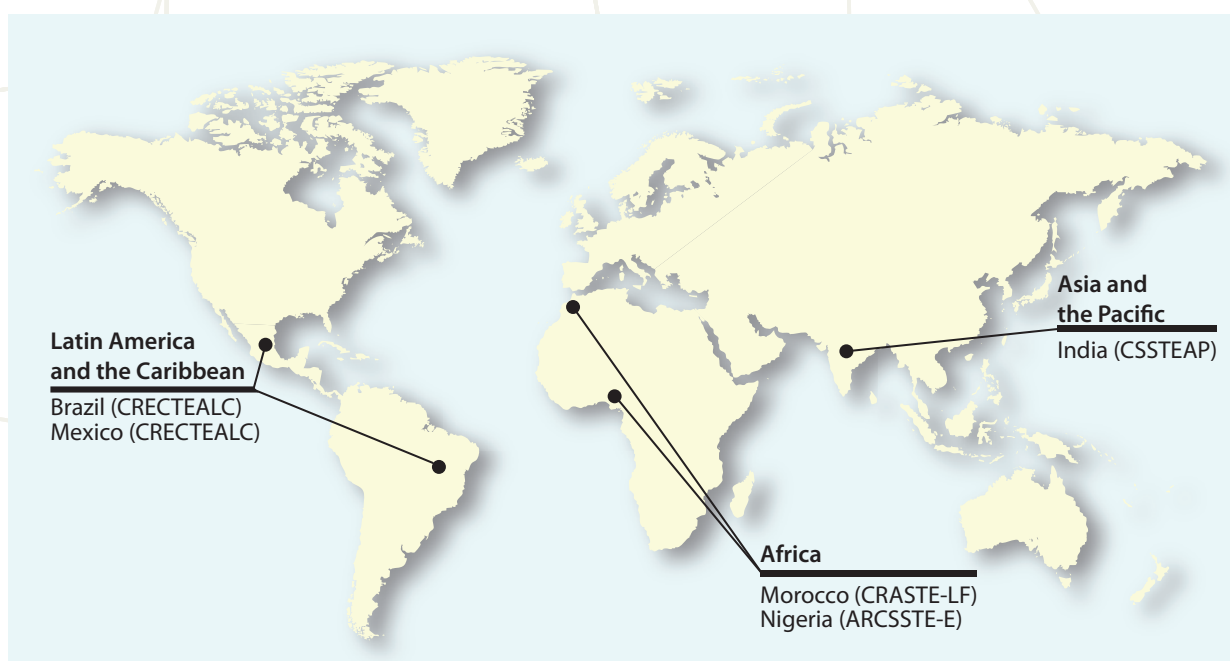 Latin America
and the Caribbean
Brazil (CRECTEALC)
Mexico (CRECTEALC)
Asia and
the Pacific
India (CSSTEAP)
Africa
Morocco (CRASTE-LF)
Nigeria (ARCSSTE-E)